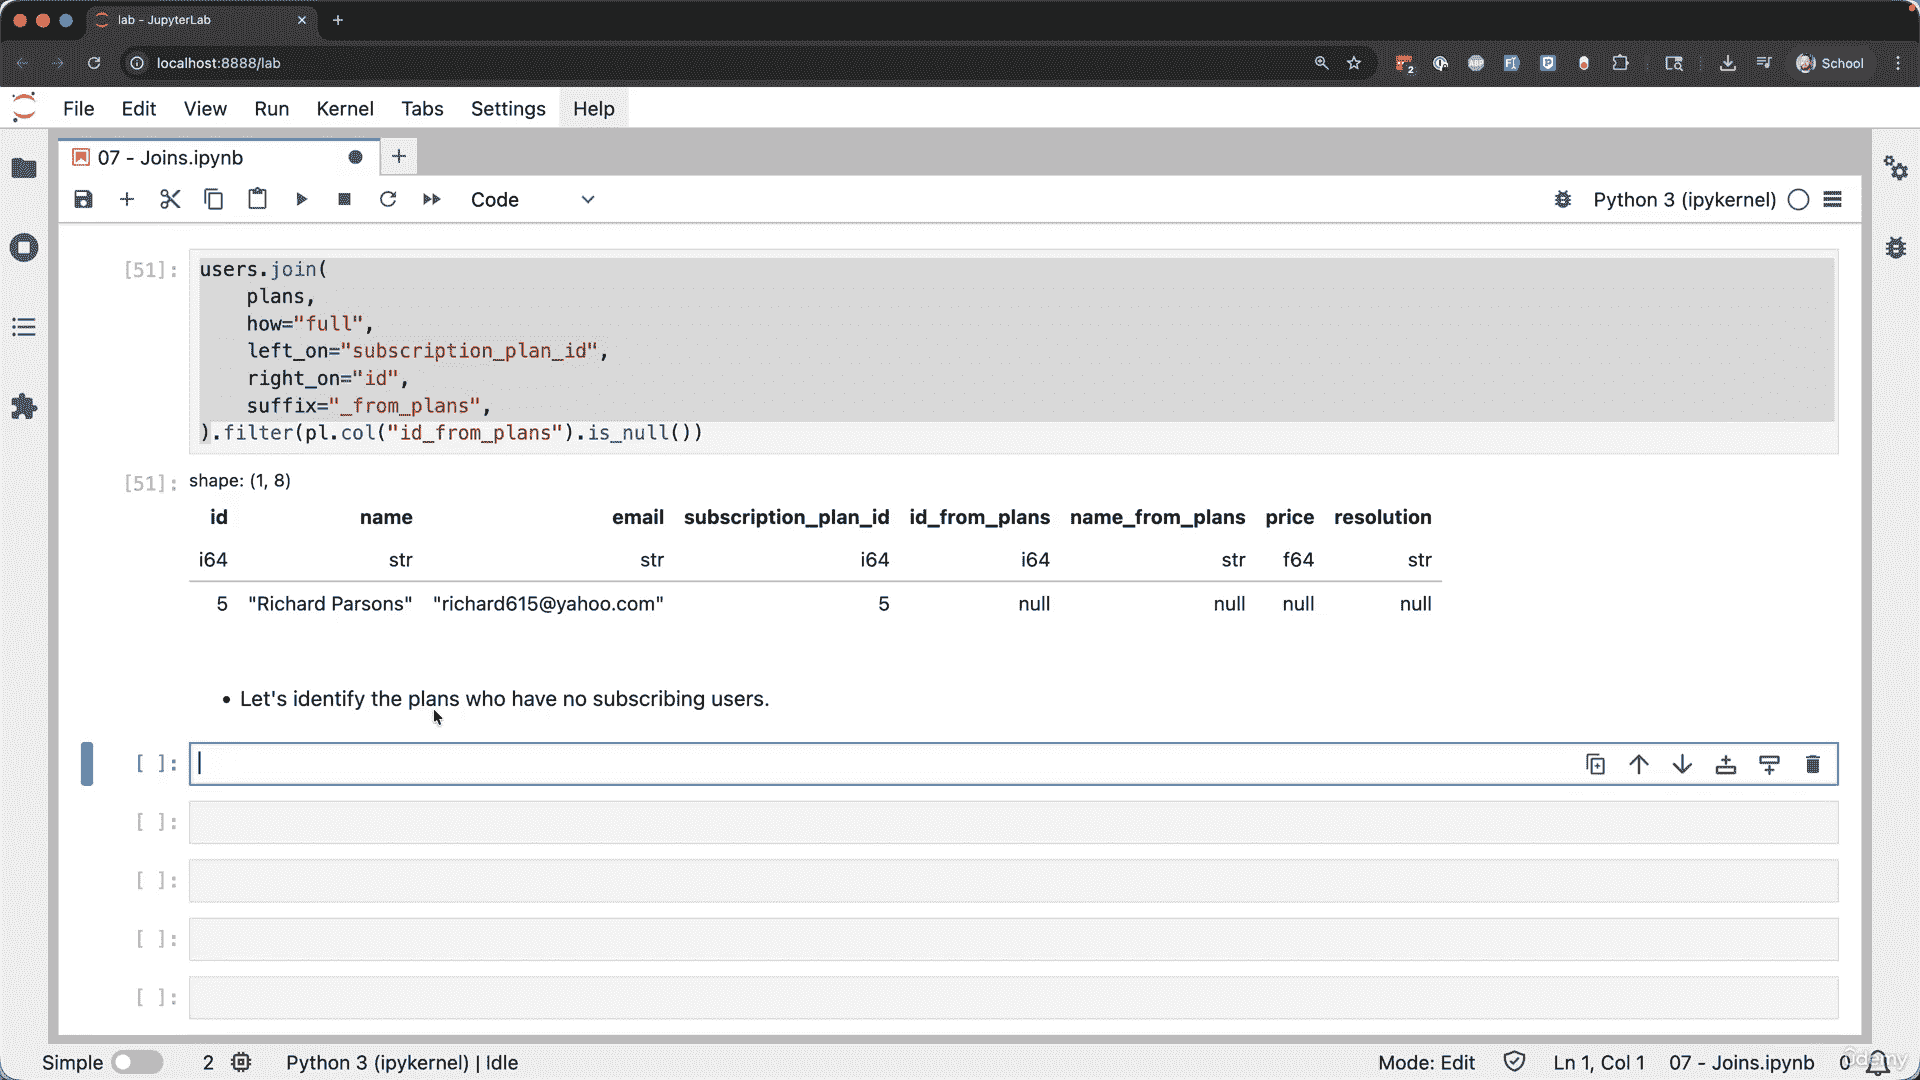 lab - JupyterLab
localhost:8888/lab
2
ABP
School
File Edit View Run Kernel Tabs Settings Help
07 - Joins.ipynb
Code
Python 3 (ipykernel)
[51]:
users.join(
plans,
how="full",
left_on="subscription_plan_id",
right_on="id",
suffix="_from_plans",
).filter(pl.col("id_from_plans").is_null())
[51]:
shape: (1, 8)
id name email subscription_plan_id id_from_plans name_from_plans price resolution
i64 str str i64 i64 str f64 str
5 "Richard Parsons" "richard615@yahoo.com" 5 null null null null
• Let's identify the plans who have no subscribing users.
[ ]:
[ ]:
[ ]:
[ ]:
[ ]:
Simple 2 Python 3 (ipykernel) | Idle Mode: Edit Ln 1, Col 1 07 - Joins.ipynb 0
Udemy